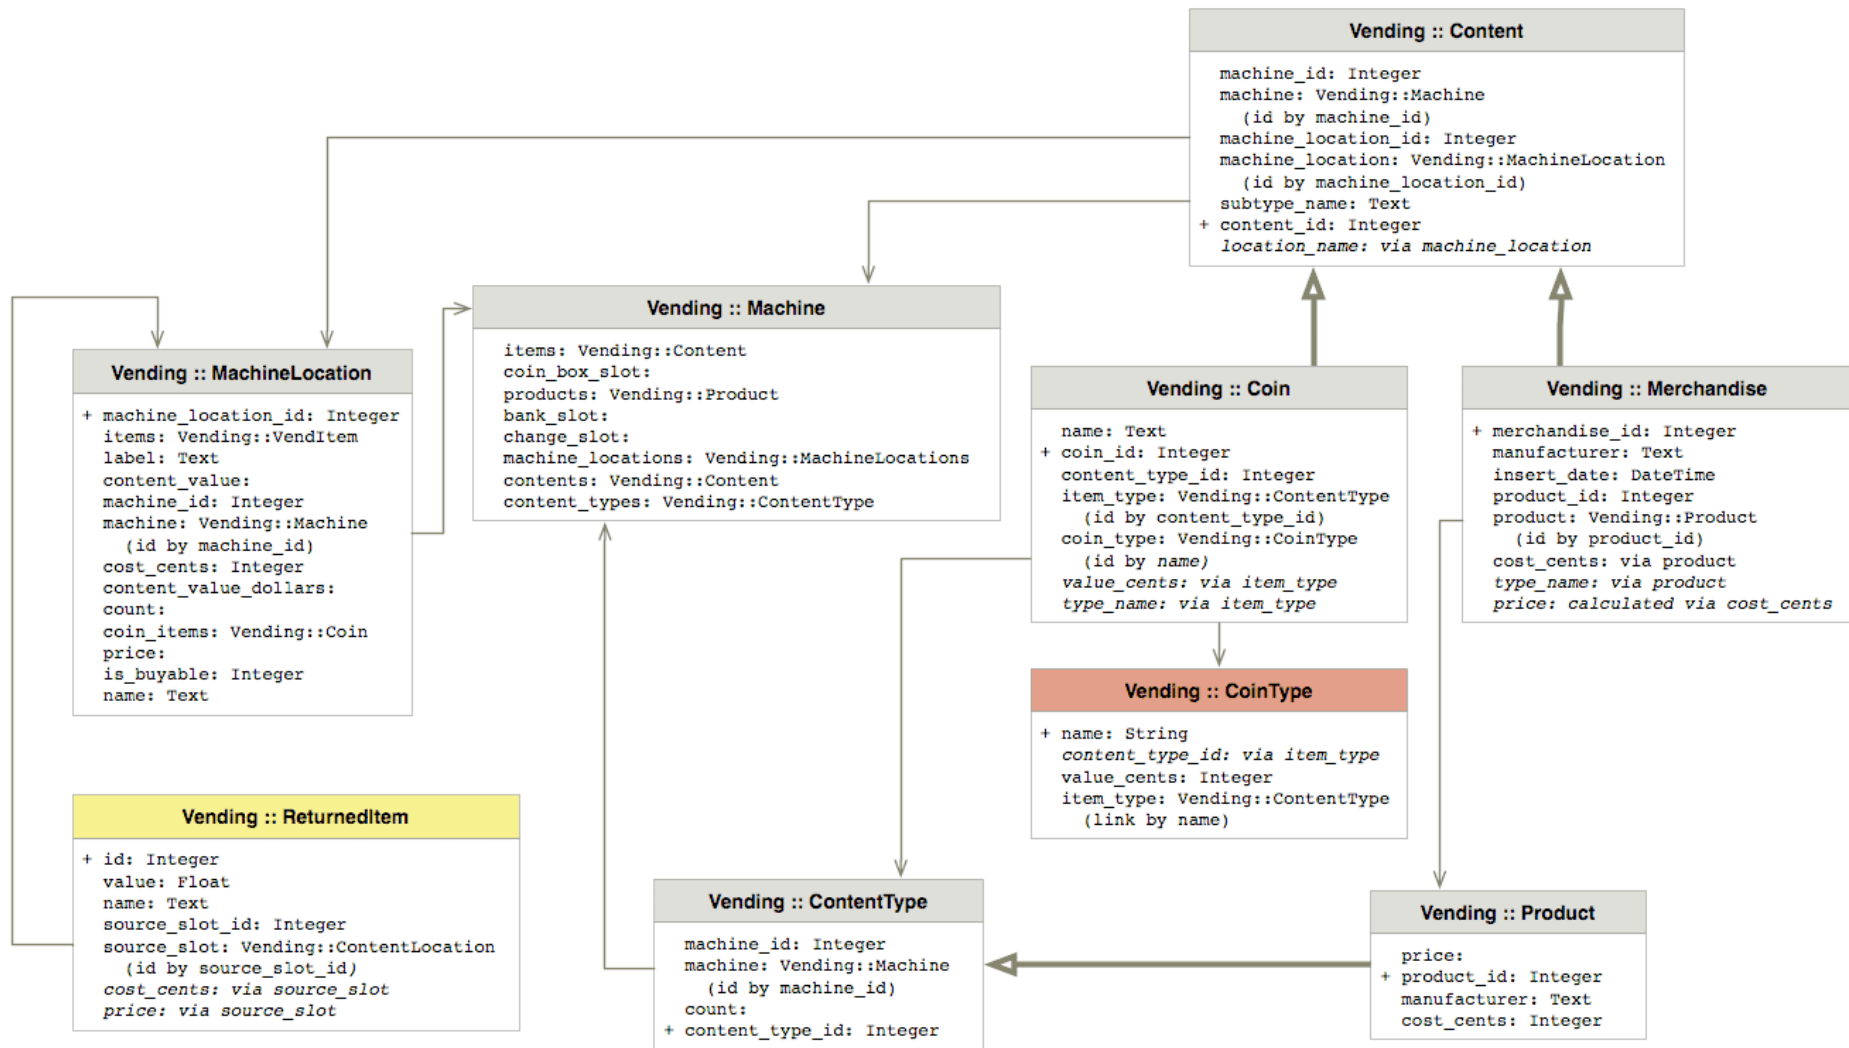 Vending :: Content
machine_id: Integer
machine: Vending::Machine
(id by machine_id)
machine_location_id: Integer
machine_location: Vending::MachineLocation
(id by machine_location_id)
subtype_name: Text
+ content_id: Integer
location_name: via machine_location
Vending :: Machine
items: Vending::Content
coin_box_slot:
products: Vending::Product
bank_slot:
change_slot:
machine_locations: Vending::MachineLocations
contents: Vending::Content
content_types: Vending::ContentType
Vending :: MachineLocation
+ machine_location_id: Integer
items: Vending::VendItem
label: Text
content_value:
machine_id: Integer
machine: Vending::Machine
(id by machine_id)
cost_cents: Integer
content_value_dollars:
count:
coin_items: Vending::Coin
price:
is_buyable: Integer
name: Text
Vending :: Coin
name: Text
+ coin_id: Integer
content_type_id: Integer
item_type: Vending::ContentType
(id by content_type_id)
coin_type: Vending::CoinType
(id by name)
value_cents: via item_type
type_name: via item_type
Vending :: Merchandise
+ merchandise_id: Integer
manufacturer: Text
insert_date: DateTime
product_id: Integer
product: Vending::Product
(id by product_id)
cost_cents: via product
type_name: via product
price: calculated via cost_cents
Vending :: CoinType
+ name: String
content_type_id: via item_type
value_cents: Integer
item_type: Vending::ContentType
(link by name)
Vending :: ReturnedItem
+ id: Integer
value: Float
name: Text
source_slot_id: Integer
source_slot: Vending::ContentLocation
(id by source_slot_id)
cost_cents: via source_slot
price: via source_slot
Vending :: ContentType
machine_id: Integer
machine: Vending::Machine
(id by machine_id)
count:
+ content_type_id: Integer
Vending :: Product
price:
+ product_id: Integer
manufacturer: Text
cost_cents: Integer